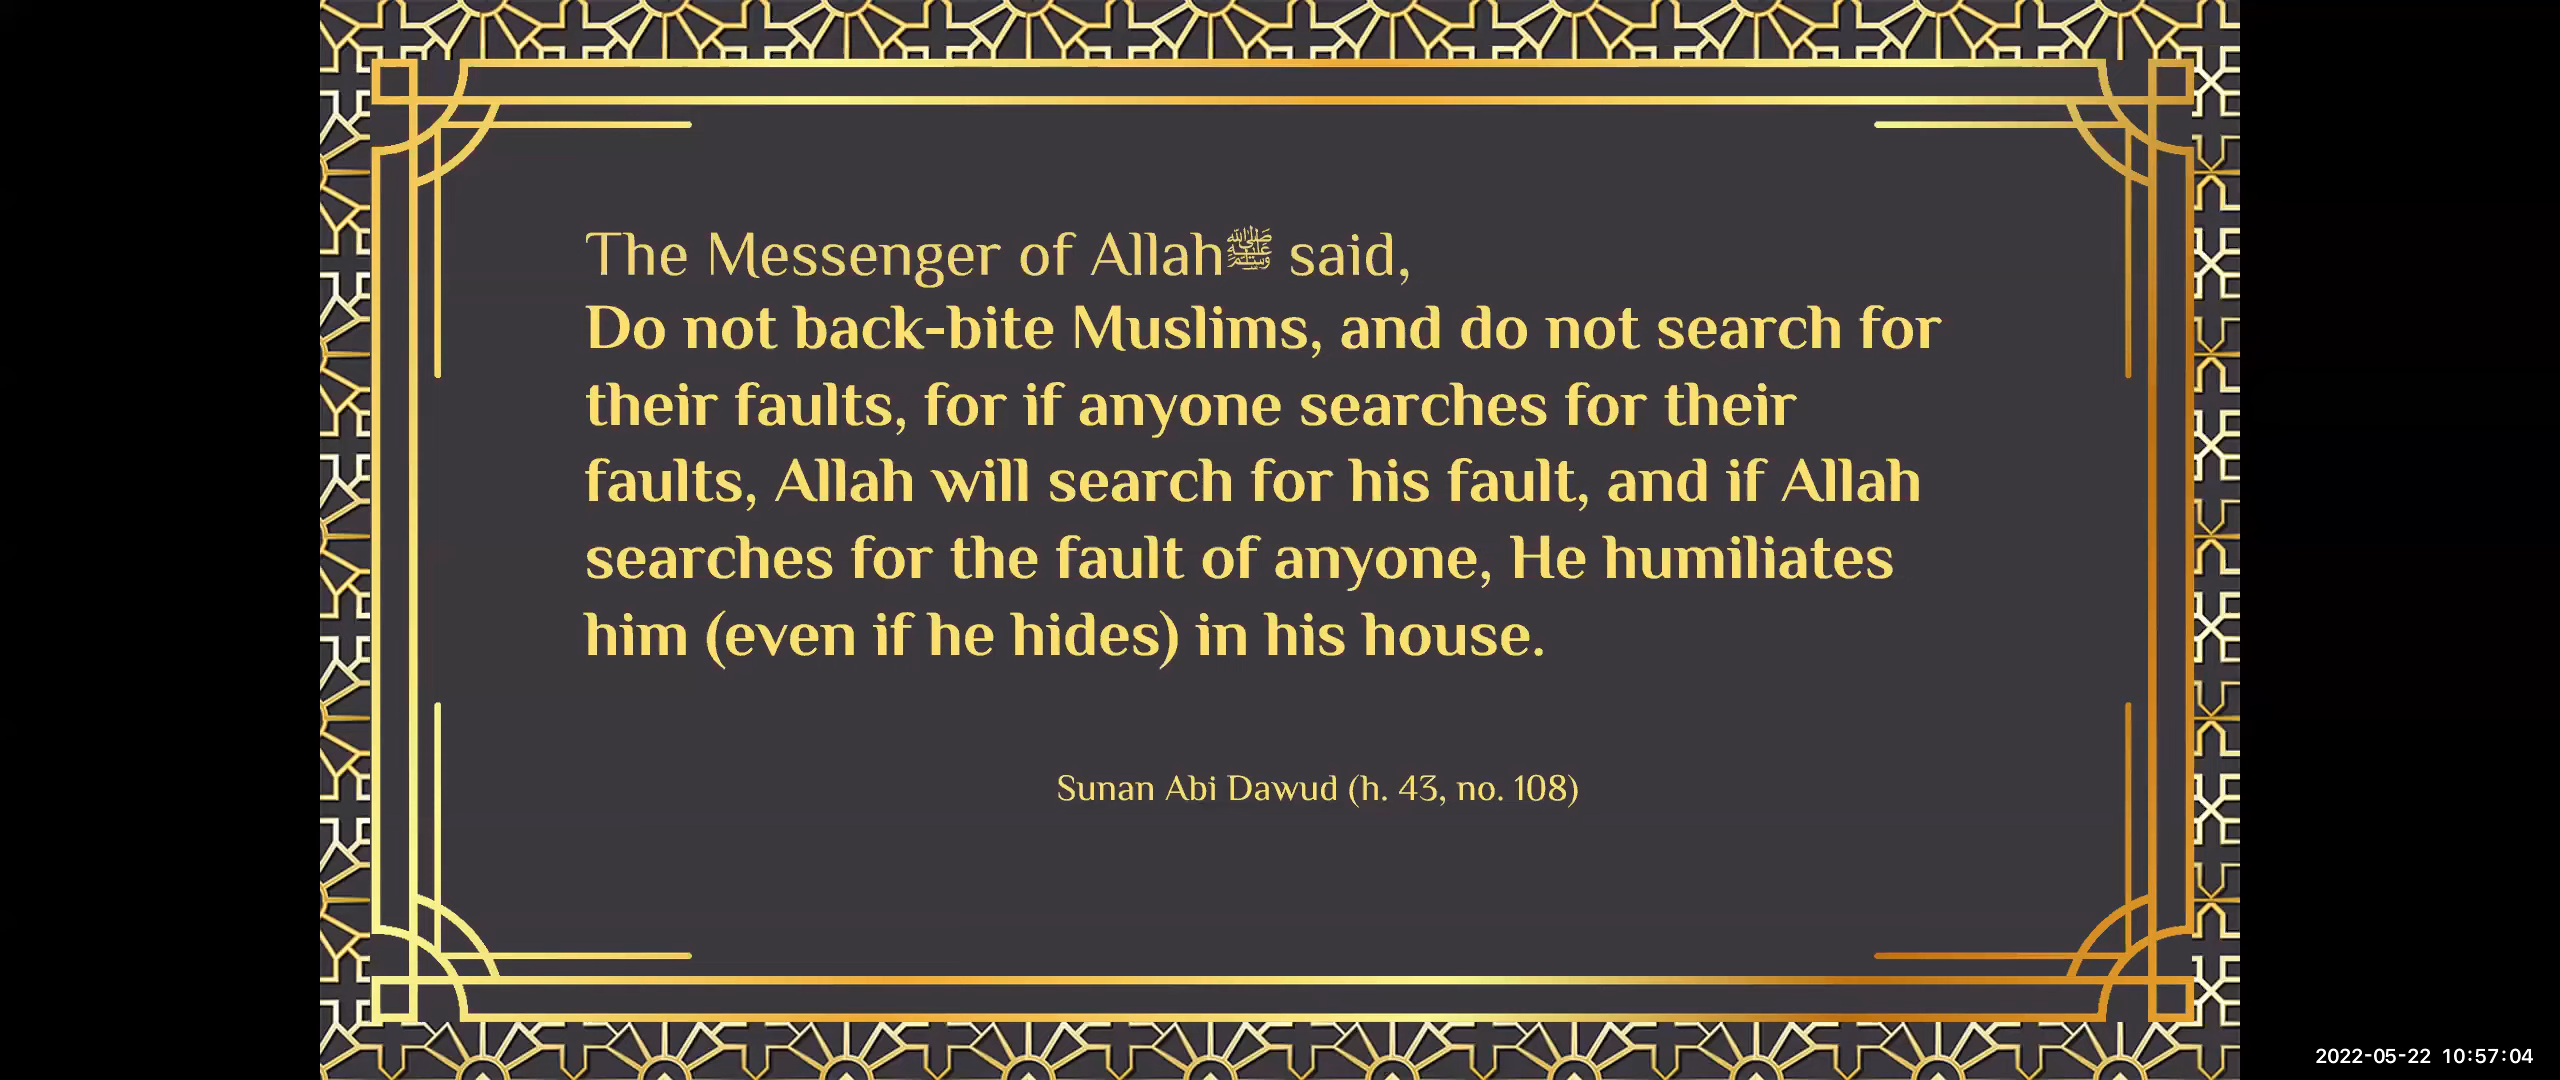 The Messenger of Allahﷺ said,
Do not back-bite Muslims, and do not search for
their faults, for if anyone searches for their
faults, Allah will search for his fault, and if Allah
searches for the fault of anyone, He humiliates
him (even if he hides) in his house.
Sunan Abi Dawud (h. 43, no. 108)
2022-05-22 10:57:04